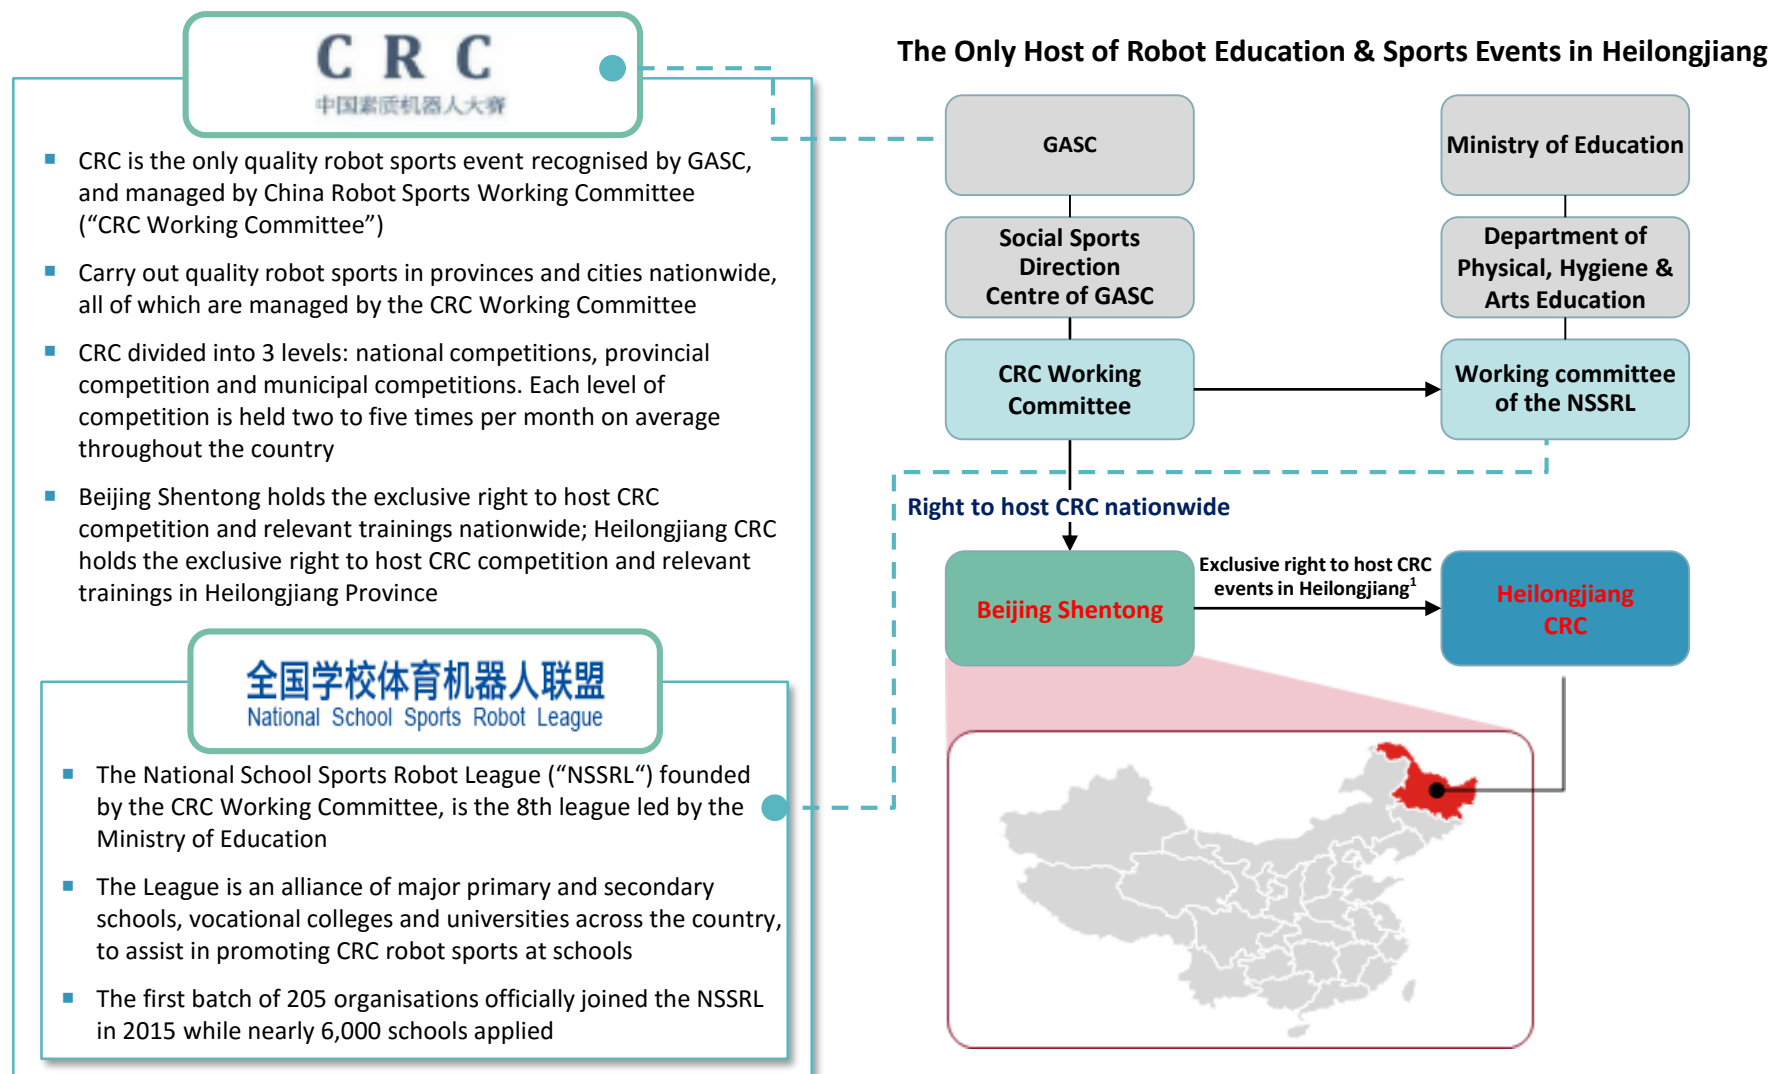 C R C
中国素质机器人大赛
▪ CRC is the only quality robot sports event recognised by GASC,
and managed by China Robot Sports Working Committee
(“CRC Working Committee”)
▪ Carry out quality robot sports in provinces and cities nationwide,
all of which are managed by the CRC Working Committee
▪ CRC divided into 3 levels: national competitions, provincial
competition and municipal competitions. Each level of
competition is held two to five times per month on average
throughout the country
▪ Beijing Shentong holds the exclusive right to host CRC
competition and relevant trainings nationwide; Heilongjiang CRC
holds the exclusive right to host CRC competition and relevant
trainings in Heilongjiang Province
全国学校体育机器人联盟
National School Sports Robot League
▪ The National School Sports Robot League (“NSSRL“) founded
by the CRC Working Committee, is the 8th league led by the
Ministry of Education
▪ The League is an alliance of major primary and secondary
schools, vocational colleges and universities across the country,
to assist in promoting CRC robot sports at schools
▪ The first batch of 205 organisations officially joined the NSSRL
in 2015 while nearly 6,000 schools applied
The Only Host of Robot Education & Sports Events in Heilongjiang
GASC
Ministry of Education
Social Sports
Direction
Centre of GASC
Department of
Physical, Hygiene &
Arts Education
CRC Working
Committee
Working committee
of the NSSRL
Right to host CRC nationwide
Beijing Shentong
Exclusive right to host CRC
events in Heilongjiang¹
Heilongjiang
CRC